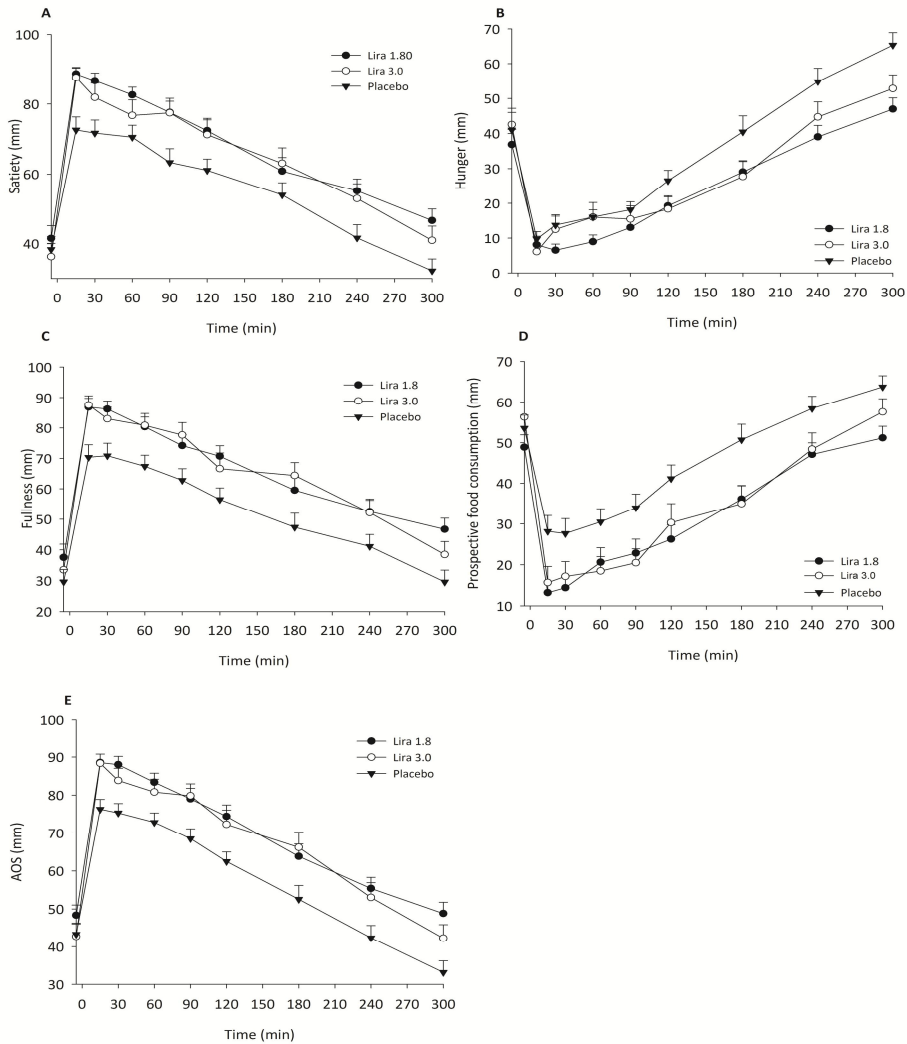 A
Lira 1.80
Lira 3.0
Placebo
100
80
60
40
Satiety (mm)
0 30 60 90 120 150 180 210 240 270 300
Time (min)
B
70
60
50
40
30
20
10
0
Hunger (mm)
Lira 1.8
Lira 3.0
Placebo
0 30 60 90 120 150 180 210 240 270 300
Time (min)
C
100
90
80
70
60
50
40
30
20
Fullness (mm)
Lira 1.8
Lira 3.0
Placebo
0 30 60 90 120 150 180 210 240 270 300
Time (min)
D
70
60
50
40
30
20
10
Prospective food consumption (mm)
Lira 1.8
Lira 3.0
Placebo
0 30 60 90 120 150 180 210 240 270 300
Time (min)
E
100
90
80
70
60
50
40
30
AOS (mm)
Lira 1.8
Lira 3.0
Placebo
0 30 60 90 120 150 180 210 240 270 300
Time (min)